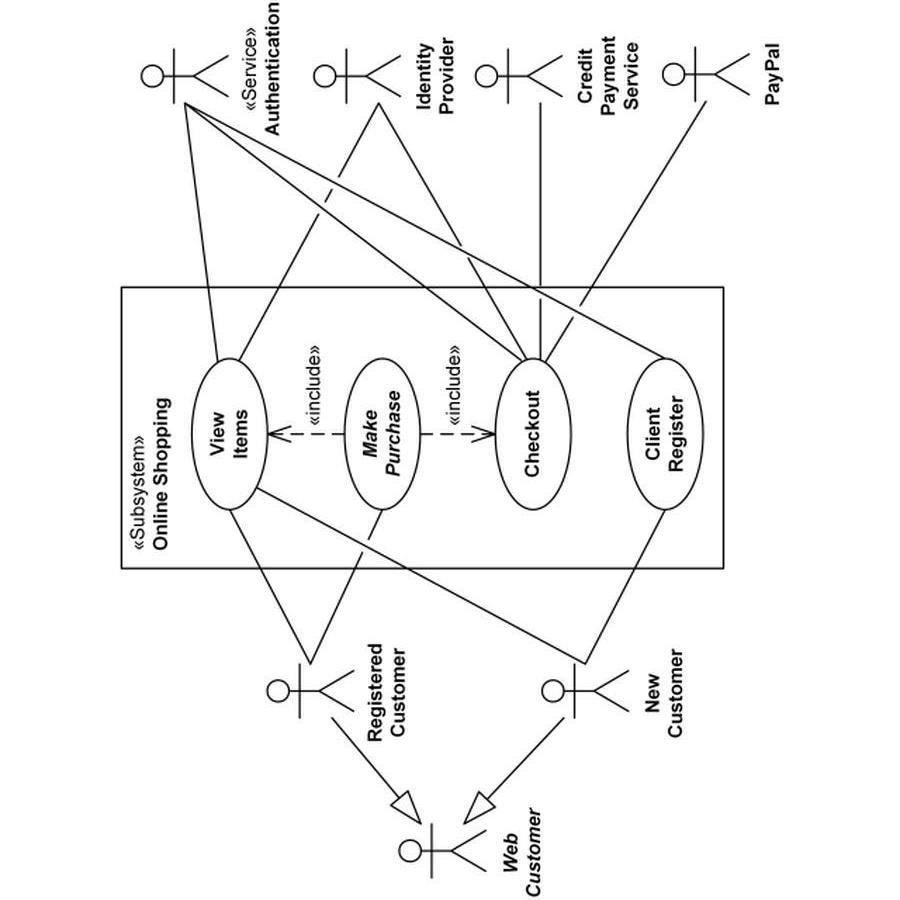 «Service»
Authentication
Identity
Provider
Credit
Payment
Service
PayPal
«Subsystem»
Online Shopping
View
Items
«include»
Make
Purchase
«include»
Checkout
Client
Register
Registered
Customer
New
Customer
Web
Customer